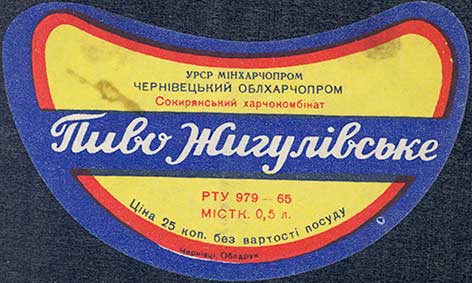 УРСР МІНХАРЧОПРОМ
ЧЕРНІВЕЦЬКИЙ ОБЛХАРЧОПРОМ
Сокирянський харчокомбінат
Пиво Жигулівське
РТУ 979 – 65
МІСТК. 0,5 л.
Ціна 25 коп. без вартості посуду
Чернівці, Облдрук